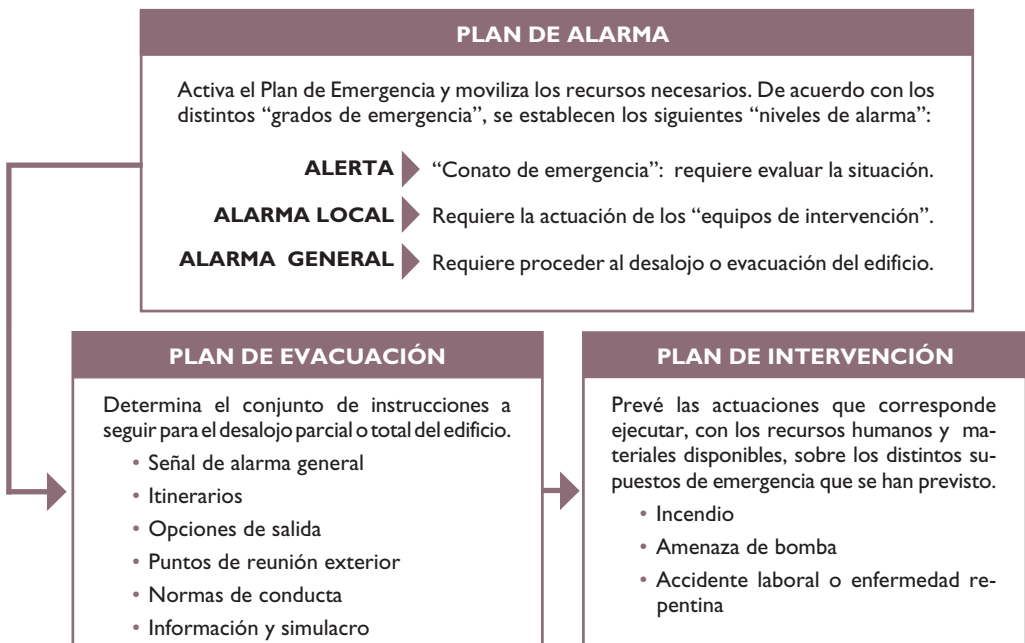 PLAN DE ALARMA
Activa el Plan de Emergencia y moviliza los recursos necesarios. De acuerdo con los
distintos “grados de emergencia”, se establecen los siguientes “niveles de alarma”:
ALERTA “Conato de emergencia”: requiere evaluar la situación.
ALARMA LOCAL Requiere la actuación de los “equipos de intervención”.
ALARMA GENERAL Requiere proceder al desalojo o evacuación del edificio.
PLAN DE EVACUACIÓN
Determina el conjunto de instrucciones a
seguir para el desalojo parcial o total del edificio.
• Señal de alarma general
• Itinerarios
• Opciones de salida
• Puntos de reunión exterior
• Normas de conducta
• Información y simulacro
PLAN DE INTERVENCIÓN
Prevé las actuaciones que corresponde
ejecutar, con los recursos humanos y ma-
teriales disponibles, sobre los distintos su-
puestos de emergencia que se han previsto.
• Incendio
• Amenaza de bomba
• Accidente laboral o enfermedad re-
pentina